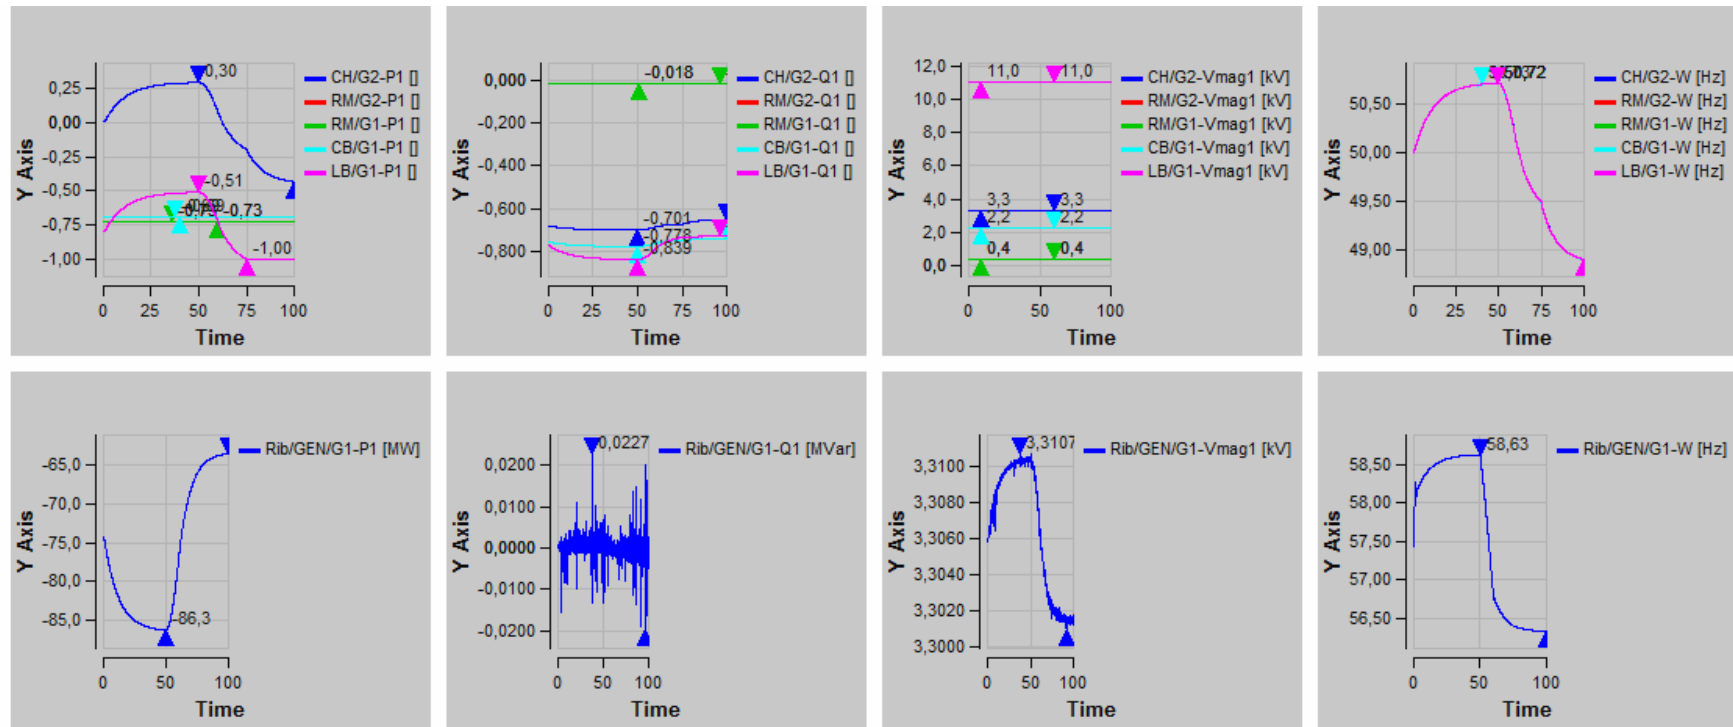 Y Axis
0,25
0,00
-0,25
-0,50
-0,75
-1,00
0,30
-0,51
-0,73
-0,73
-1,00
0
25
50
75
100
Time
CH/G2-P1 []
RM/G2-P1 []
RM/G1-P1 []
CB/G1-P1 []
LB/G1-P1 []
Y Axis
0,000
-0,200
-0,400
-0,600
-0,800
-0,018
-0,701
-0,778
-0,839
0
50
100
Time
CH/G2-Q1 []
RM/G2-Q1 []
RM/G1-Q1 []
CB/G1-Q1 []
LB/G1-Q1 []
Y Axis
12,0
10,0
8,0
6,0
4,0
2,0
0,0
11,0
11,0
3,3
3,3
2,2
2,2
0,4
0,4
0
50
100
Time
CH/G2-Vmag1 [kV]
RM/G2-Vmag1 [kV]
RM/G1-Vmag1 [kV]
CB/G1-Vmag1 [kV]
LB/G1-Vmag1 [kV]
Y Axis
50,50
50,00
49,50
49,00
0
50
100
Time
CH/G2-W [Hz]
RM/G2-W [Hz]
RM/G1-W [Hz]
CB/G1-W [Hz]
LB/G1-W [Hz]
Y Axis
-65,0
-70,0
-75,0
-80,0
-85,0
-86,3
0
50
100
Time
Rib/GEN/G1-P1 [MW]
Y Axis
0,0200
0,0100
0,0000
-0,0100
-0,0200
0,0227
0
50
100
Time
Rib/GEN/G1-Q1 [MVar]
Y Axis
3,3100
3,3080
3,3060
3,3040
3,3020
3,3000
3,3107
0
50
100
Time
Rib/GEN/G1-Vmag1 [kV]
Y Axis
58,50
58,00
57,50
57,00
56,50
58,63
0
50
100
Time
Rib/GEN/G1-W [Hz]